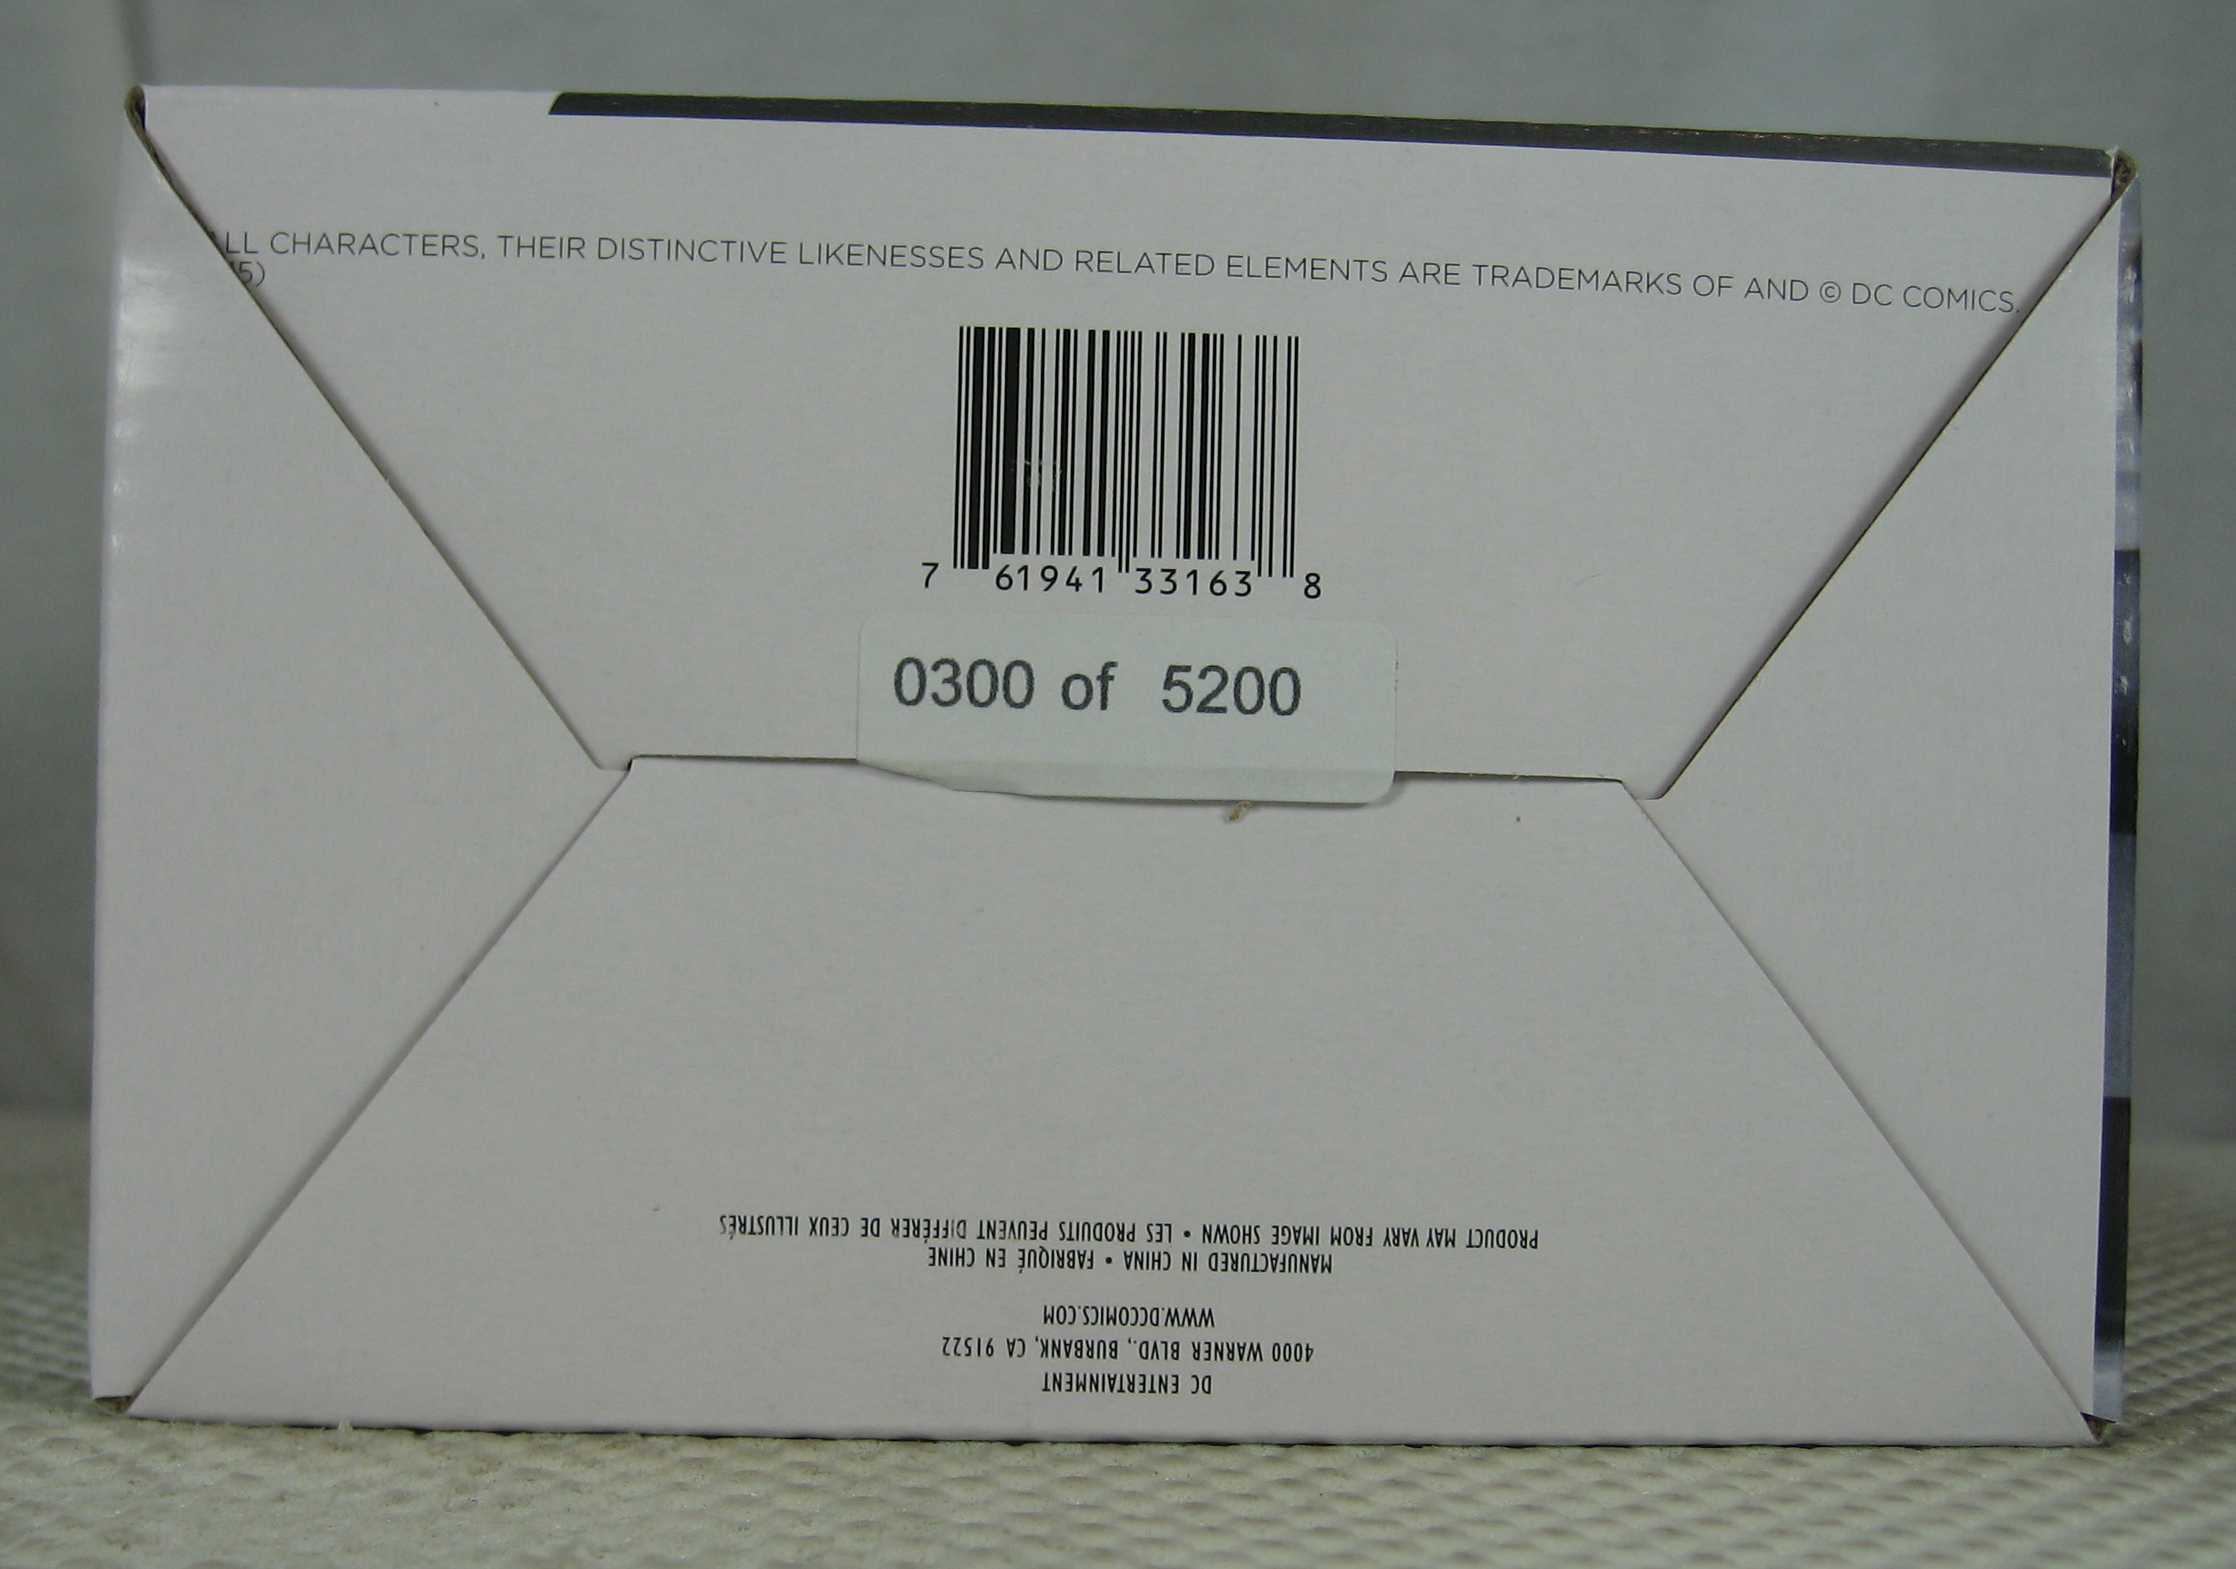 ALL CHARACTERS, THEIR DISTINCTIVE LIKENESSES AND RELATED ELEMENTS ARE TRADEMARKS OF AND © DC COMICS.
5)
7 61941 33163 8
0300 of 5200
DC ENTERTAINMENT
4000 WARNER BLVD., BURBANK, CA 91522
WWW.DCCOMICS.COM
MANUFACTURED IN CHINA • FABRIQUÉ EN CHINE
PRODUCT MAY VARY FROM IMAGE SHOWN • LES PRODUITS PEUVENT DIFFÉRER DE CEUX ILLUSTRÉS